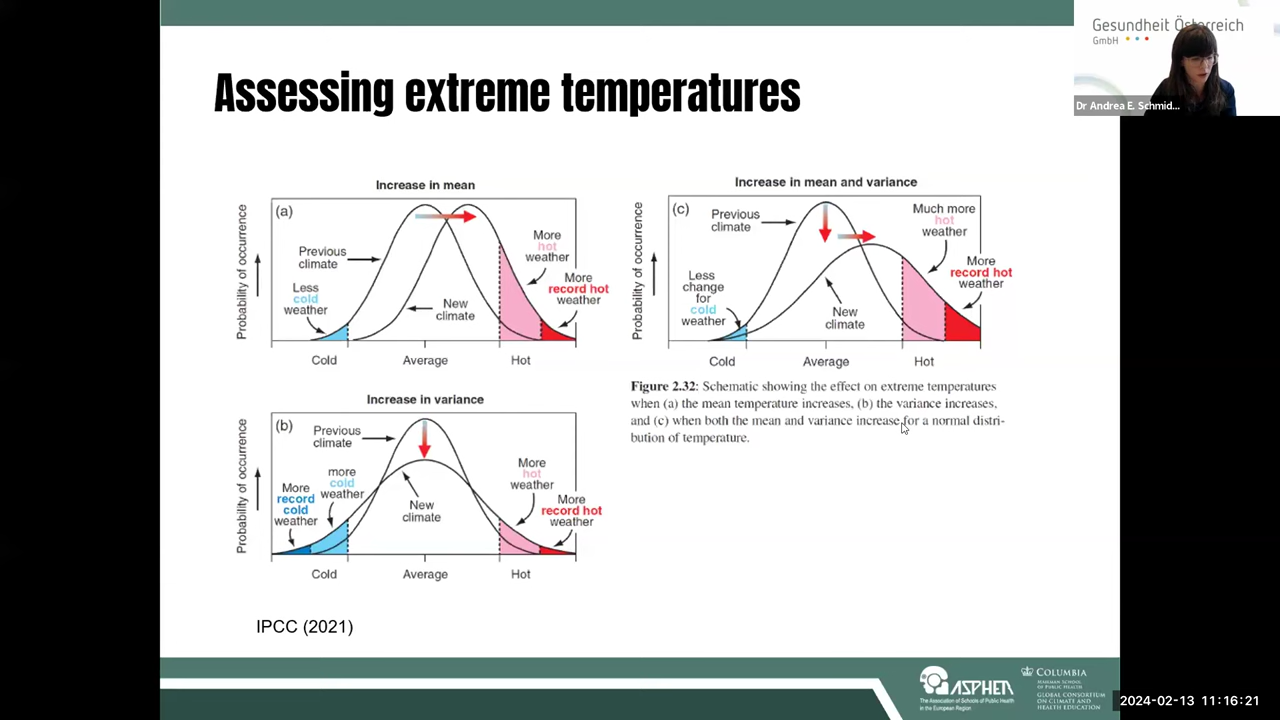 Gesundheit Österreich
GmbH
Dr Andrea E. Schmid...
Assessing extreme temperatures
Increase in mean
(a)
Probability of occurrence
Previous
climate
Less
cold
weather
New
climate
More
hot
weather
More
record hot
weather
Cold
Average
Hot
Increase in mean and variance
(c)
Probability of occurrence
Previous
climate
Less
change
for
cold
weather
New
climate
Much more
hot
weather
More
record hot
weather
Cold
Average
Hot
Figure 2.32: Schematic showing the effect on extreme temperatures
when (a) the mean temperature increases, (b) the variance increases,
and (c) when both the mean and variance increase for a normal distri-
bution of temperature.
Increase in variance
(b)
Probability of occurrence
Previous
climate
More
record
cold
weather
more
cold
weather
New
climate
More
hot
weather
More
record hot
weather
Cold
Average
Hot
IPCC (2021)
ASPHER
The Association of Schools of Public Health
in the European Region
COLUMBIA
MAILMAN SCHOOL
OF PUBLIC HEALTH
GLOBAL CONSORTIUM
ON CLIMATE AND
HEALTH EDUCATION
2024-02-13 11:16:21